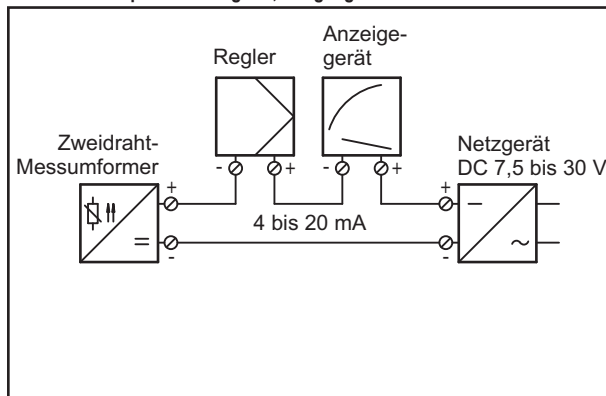 Regler
Anzeige-
gerät
Zweidraht-
Messumformer
Netzgerät
DC 7,5 bis 30 V
- +
- +
+
+
4 bis 20 mA
-
-